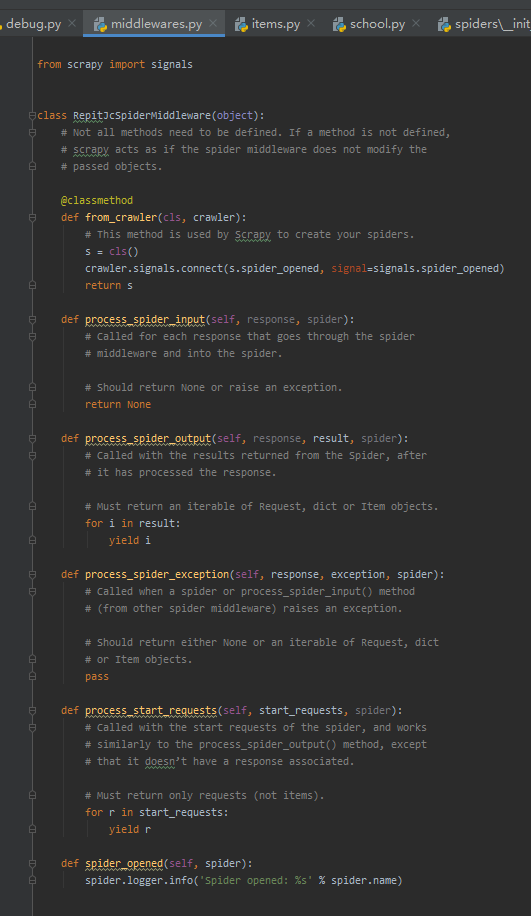 debug.py middlewares.py items.py school.py spiders\__init_
from scrapy import signals
class RepitJcSpiderMiddleware(object):
# Not all methods need to be defined. If a method is not defined,
# scrapy acts as if the spider middleware does not modify the
# passed objects.
@classmethod
def from_crawler(cls, crawler):
# This method is used by Scrapy to create your spiders.
s = cls()
crawler.signals.connect(s.spider_opened, signal=signals.spider_opened)
return s
def process_spider_input(self, response, spider):
# Called for each response that goes through the spider
# middleware and into the spider.
# Should return None or raise an exception.
return None
def process_spider_output(self, response, result, spider):
# Called with the results returned from the Spider, after
# it has processed the response.
# Must return an iterable of Request, dict or Item objects.
for i in result:
yield i
def process_spider_exception(self, response, exception, spider):
# Called when a spider or process_spider_input() method
# (from other spider middleware) raises an exception.
# Should return either None or an iterable of Request, dict
# or Item objects.
pass
def process_start_requests(self, start_requests, spider):
# Called with the start requests of the spider, and works
# similarly to the process_spider_output() method, except
# that it doesn’t have a response associated.
# Must return only requests (not items).
for r in start_requests:
yield r
def spider_opened(self, spider):
spider.logger.info('Spider opened: %s' % spider.name)